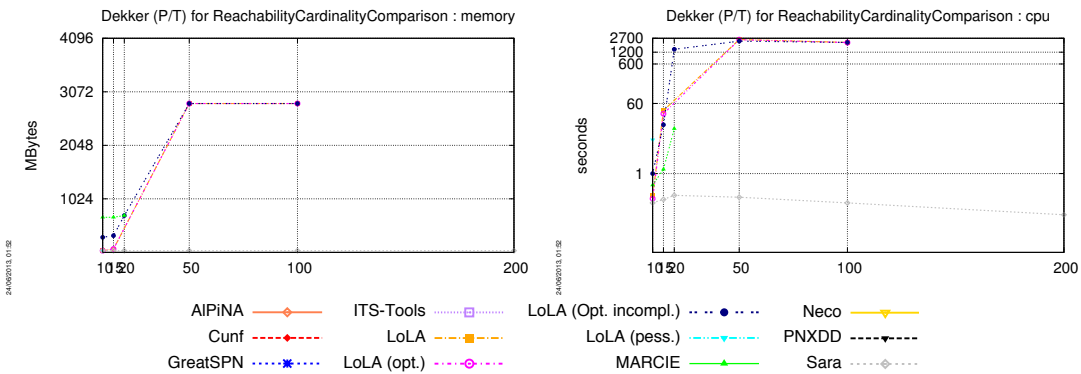 Dekker (P/T) for ReachabilityCardinalityComparison : memory
4096
3072
2048
1024
MBytes
10 15 20 50 100 200
24/06/2013, 01:52
Dekker (P/T) for ReachabilityCardinalityComparison : cpu
2700
1200
600
60
1
seconds
10 15 20 50 100 200
24/06/2013, 01:52
AlPiNA ITS-Tools LoLA (Opt. incompl.) Neco
Cunf LoLA LoLA (pess.) PNXDD
GreatSPN LoLA (opt.) MARCIE Sara